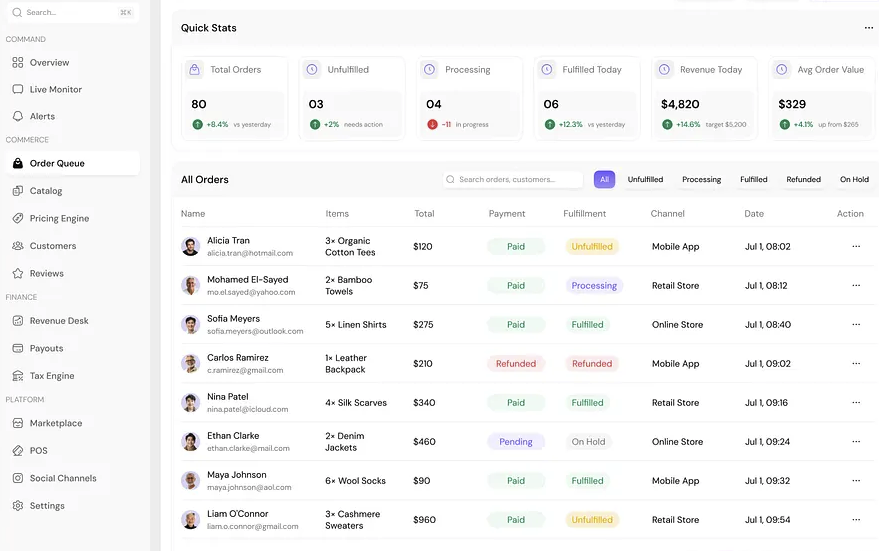 Search... ⌘K
COMMAND
Overview
Live Monitor
Alerts
COMMERCE
Order Queue
Catalog
Pricing Engine
Customers
Reviews
FINANCE
Revenue Desk
Payouts
Tax Engine
PLATFORM
Marketplace
POS
Social Channels
Settings
Quick Stats
Total Orders
80
+8.4% vs yesterday
Unfulfilled
03
+2% needs action
Processing
04
-11 in progress
Fulfilled Today
06
+12.3% vs yesterday
Revenue Today
$4,820
+14.6% target $5,200
Avg Order Value
$329
+4.1% up from $265
All Orders
Search orders, customers...
All Unfulfilled Processing Fulfilled Refunded On Hold
Name Items Total Payment Fulfillment Channel Date Action
Alicia Tran
alicia.tran@hotmail.com
3× Organic
Cotton Tees
$120 Paid Unfulfilled Mobile App Jul 1, 08:02
Mohamed El-Sayed
mo.el.sayed@yahoo.com
2× Bamboo
Towels
$75 Paid Processing Retail Store Jul 1, 08:12
Sofia Meyers
sofia.meyers@outlook.com
5× Linen Shirts $275 Paid Fulfilled Online Store Jul 1, 08:40
Carlos Ramirez
c.ramirez@gmail.com
1× Leather
Backpack
$210 Refunded Refunded Mobile App Jul 1, 09:02
Nina Patel
nina.patel@icloud.com
4× Silk Scarves $340 Paid Fulfilled Retail Store Jul 1, 09:16
Ethan Clarke
ethan.clarke@mail.com
2× Denim
Jackets
$460 Pending On Hold Online Store Jul 1, 09:24
Maya Johnson
maya.johnson@aol.com
6× Wool Socks $90 Paid Fulfilled Mobile App Jul 1, 09:32
Liam O'Connor
liam.o.connor@gmail.com
3× Cashmere
Sweaters
$960 Paid Unfulfilled Retail Store Jul 1, 09:54